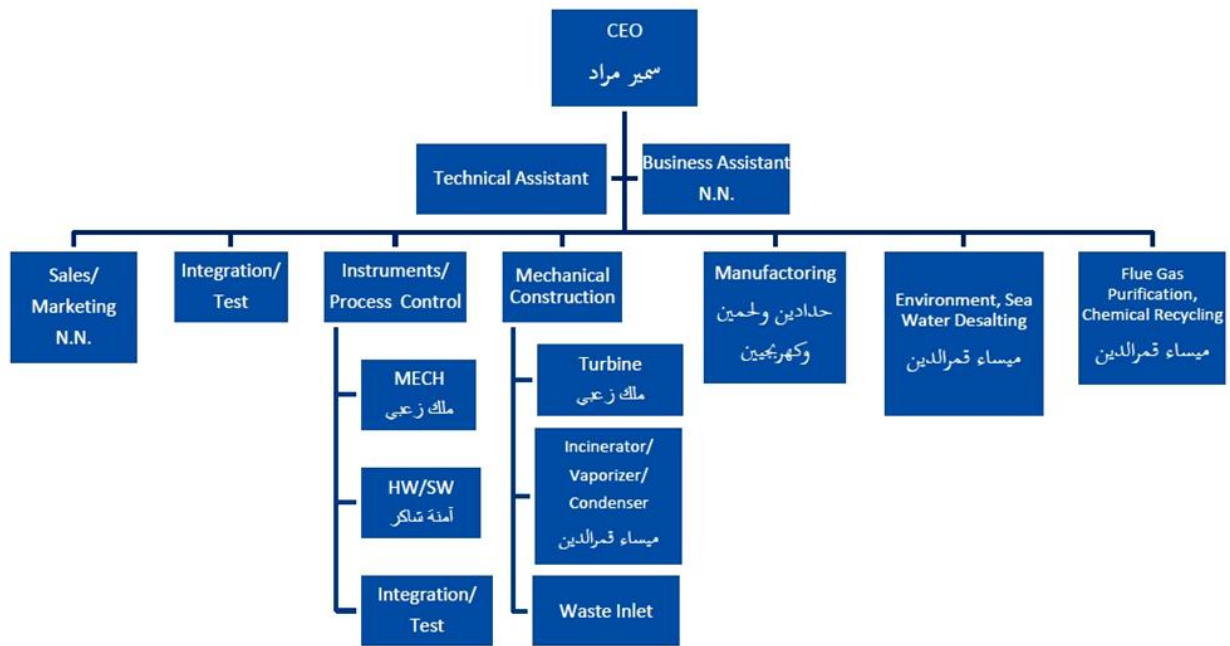 CEO
سمير مراد
Technical Assistant
Business Assistant
N.N.
Sales/
Marketing
N.N.
Integration/
Test
Instruments/
Process Control
Mechanical
Construction
Manufactoring
حدادين ولحمين
وكهربجيين
Environment, Sea
Water Desalting
ميساء قمرالدين
Flue Gas
Purification,
Chemical Recycling
ميساء قمرالدين
MECH
ملك زعبي
HW/SW
آمنة شاكر
Integration/
Test
Turbine
ملك زعبي
Incinerator/
Vaporizer/
Condenser
ميساء قمرالدين
Waste Inlet